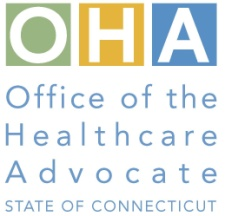 OHA
Office of the
Healthcare
Advocate
STATE OF CONNECTICUT